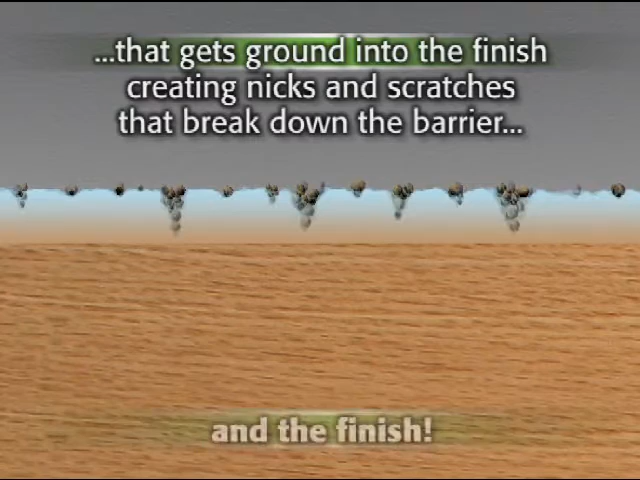 ...that gets ground into the finish
creating nicks and scratches
that break down the barrier...
and the finish!